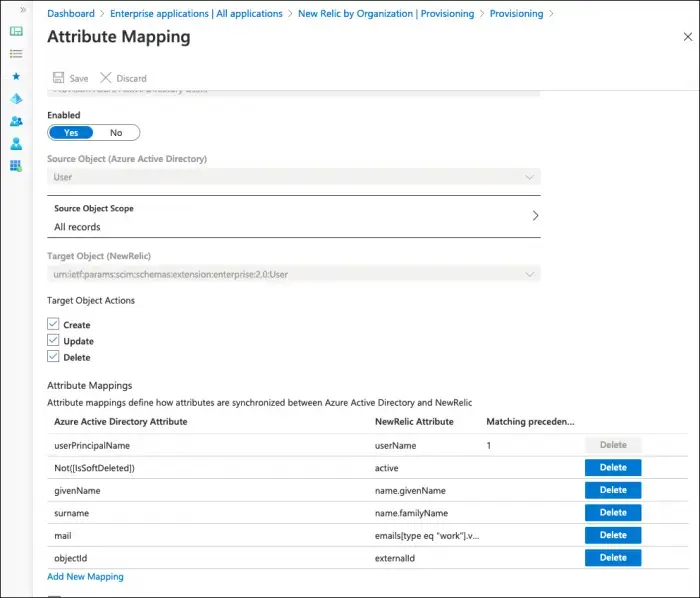 »
Dashboard > Enterprise applications | All applications > New Relic by Organization | Provisioning > Provisioning >
Attribute Mapping
Save Discard
Enabled
Yes No
Source Object (Azure Active Directory)
User
Source Object Scope
All records
Target Object (NewRelic)
urn:ietf:params:scim:schemas:extension:enterprise:2.0:User
Target Object Actions
Create
Update
Delete
Attribute Mappings
Attribute mappings define how attributes are synchronized between Azure Active Directory and NewRelic
Azure Active Directory Attribute NewRelic Attribute Matching preceden...
userPrincipalName userName 1 Delete
Not([IsSoftDeleted]) active Delete
givenName name.givenName Delete
surname name.familyName Delete
mail emails[type eq "work"].v... Delete
objectId externalId Delete
Add New Mapping